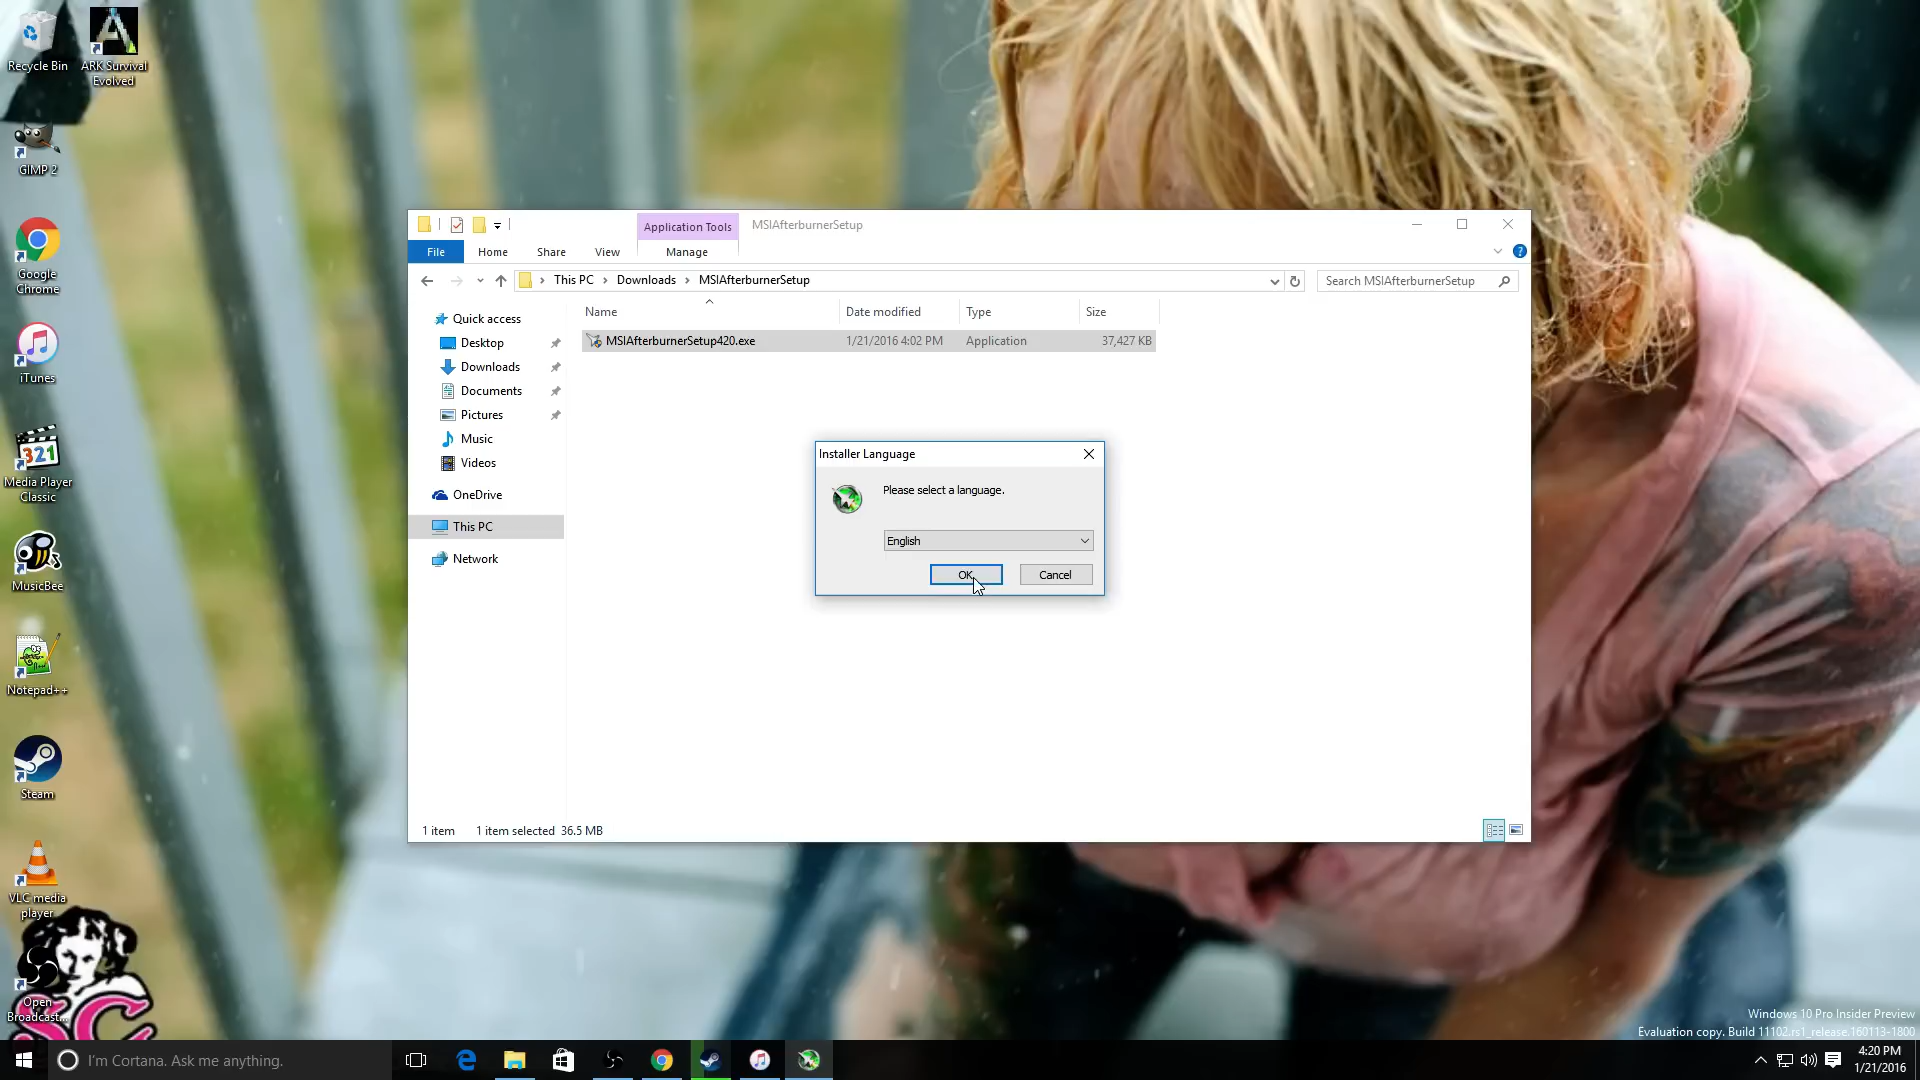 Recycle Bin
ARK Survival
Evolved
GIMP 2
Google
Chrome
iTunes
321
Media Player
Classic
MusicBee
Notepad++
Steam
VLC media
player
Open
Broadcast...
SC
Application Tools
MSIAfterburnerSetup
File
Home
Share
View
Manage
This PC
Downloads
MSIAfterburnerSetup
Search MSIAfterburnerSetup
Name
Date modified
Type
Size
MSIAfterburnerSetup420.exe
1/21/2016 4:02 PM
Application
37,427 KB
Quick access
Desktop
Downloads
Documents
Pictures
Music
Videos
OneDrive
This PC
Network
Installer Language
Please select a language.
English
OK
Cancel
1 item
1 item selected 36.5 MB
Windows 10 Pro Insider Preview
Evaluation copy. Build 11102.rs1_release.160113-1800
I'm Cortana. Ask me anything.
4:20 PM
1/21/2016